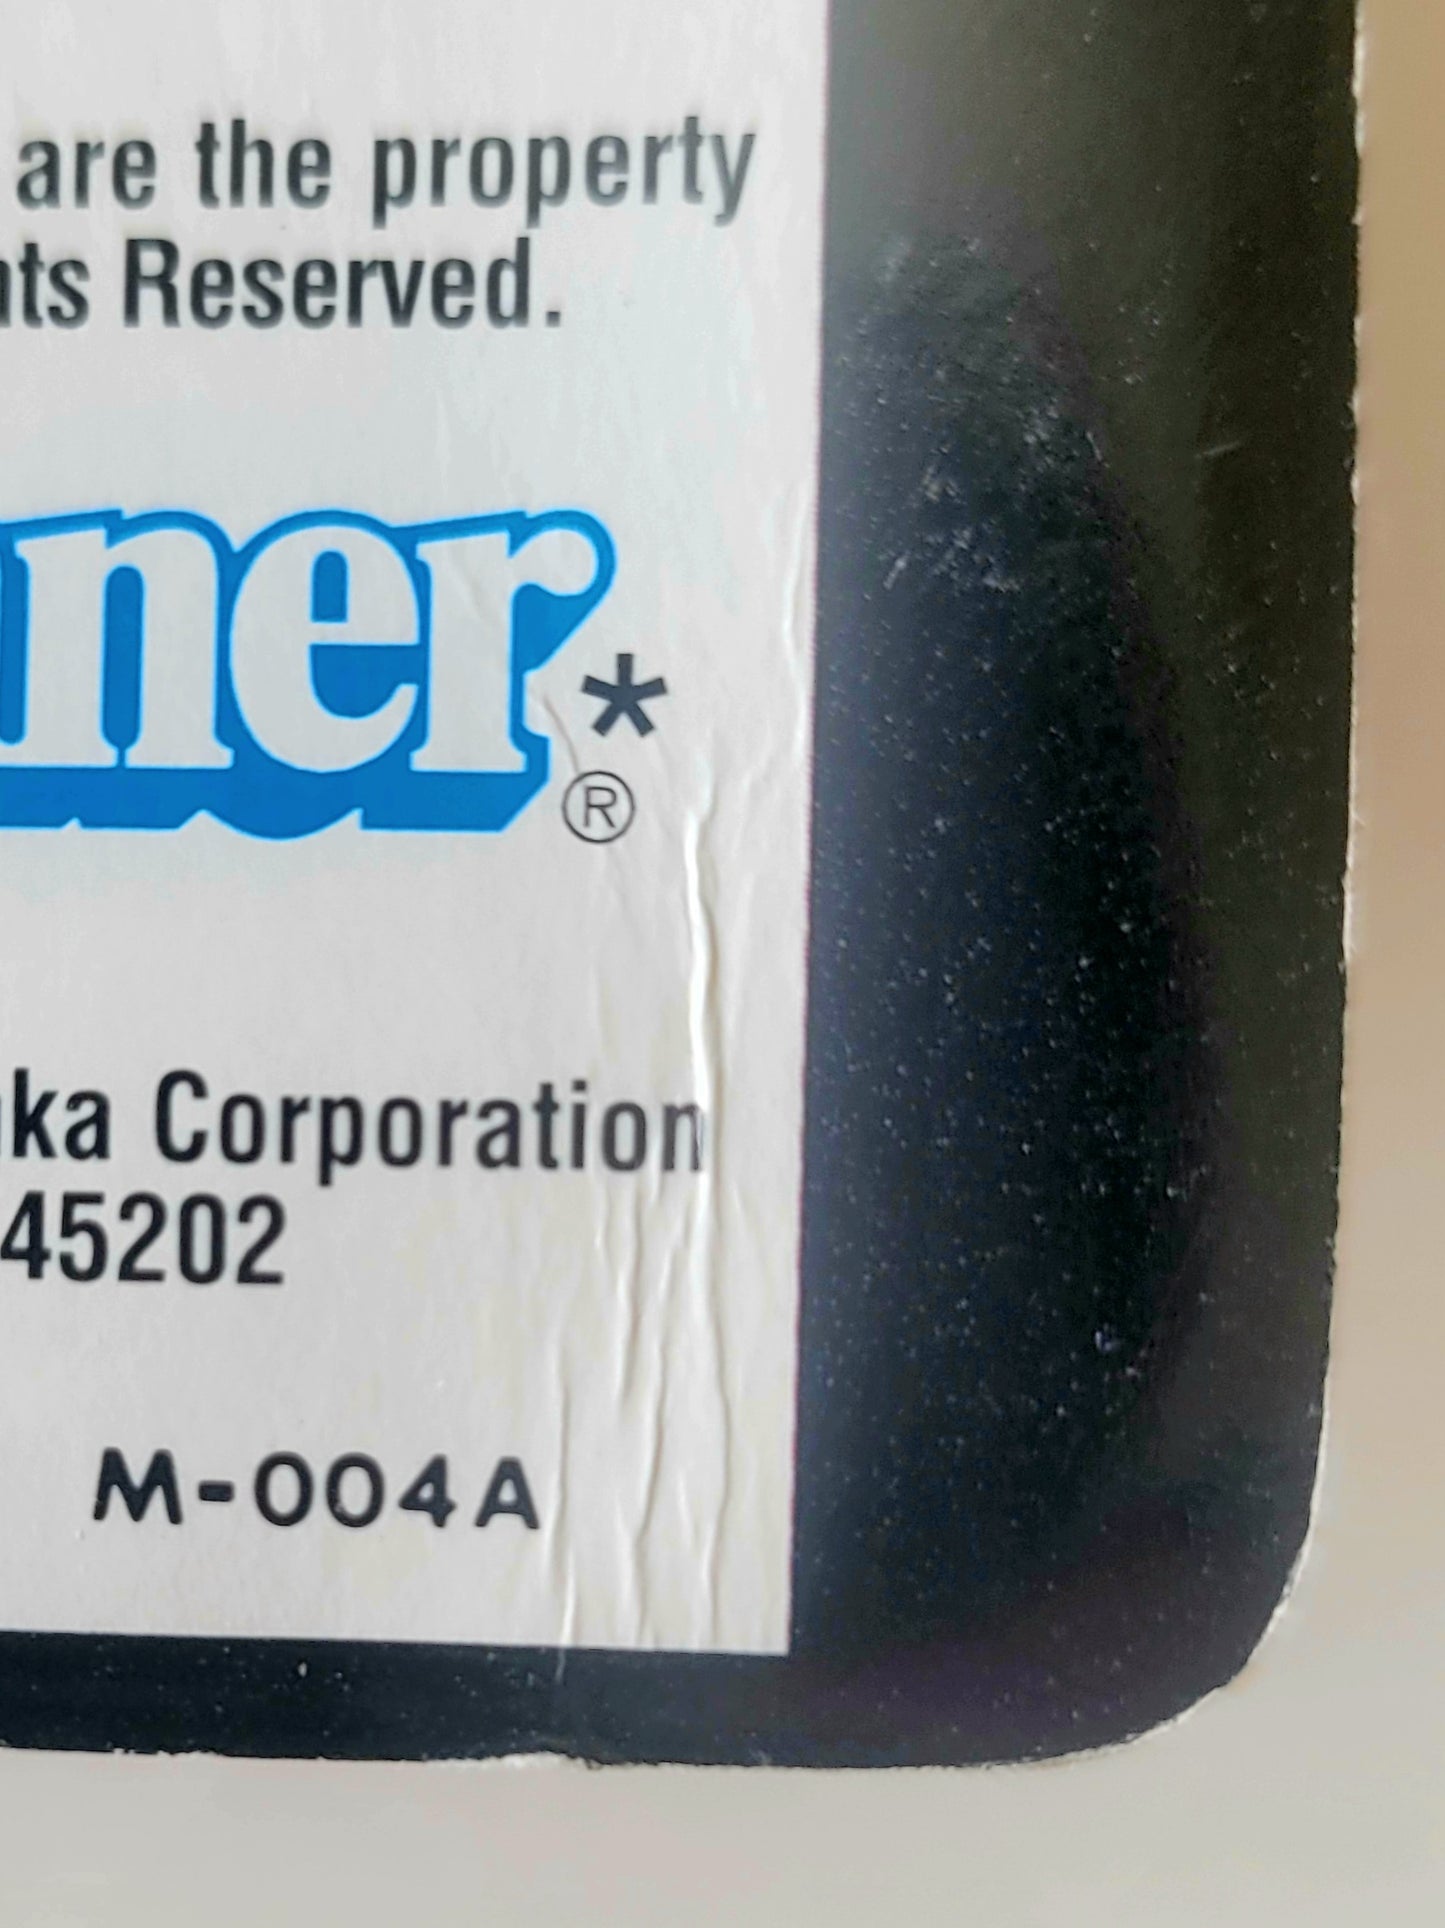 are the property
ts Reserved.
ner*
®
ka Corporation
45202
M-004A